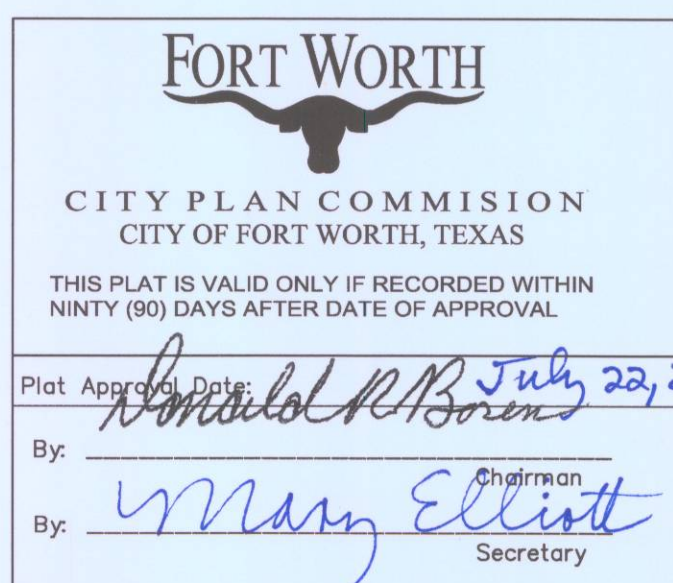 FORT WORTH
CITY PLAN COMMISION
CITY OF FORT WORTH, TEXAS
THIS PLAT IS VALID ONLY IF RECORDED WITHIN
NINTY (90) DAYS AFTER DATE OF APPROVAL
Plat Approval Date: July 22, 2
Donald R Boren
By:
Chairman
By: Mary Elliott
Secretary